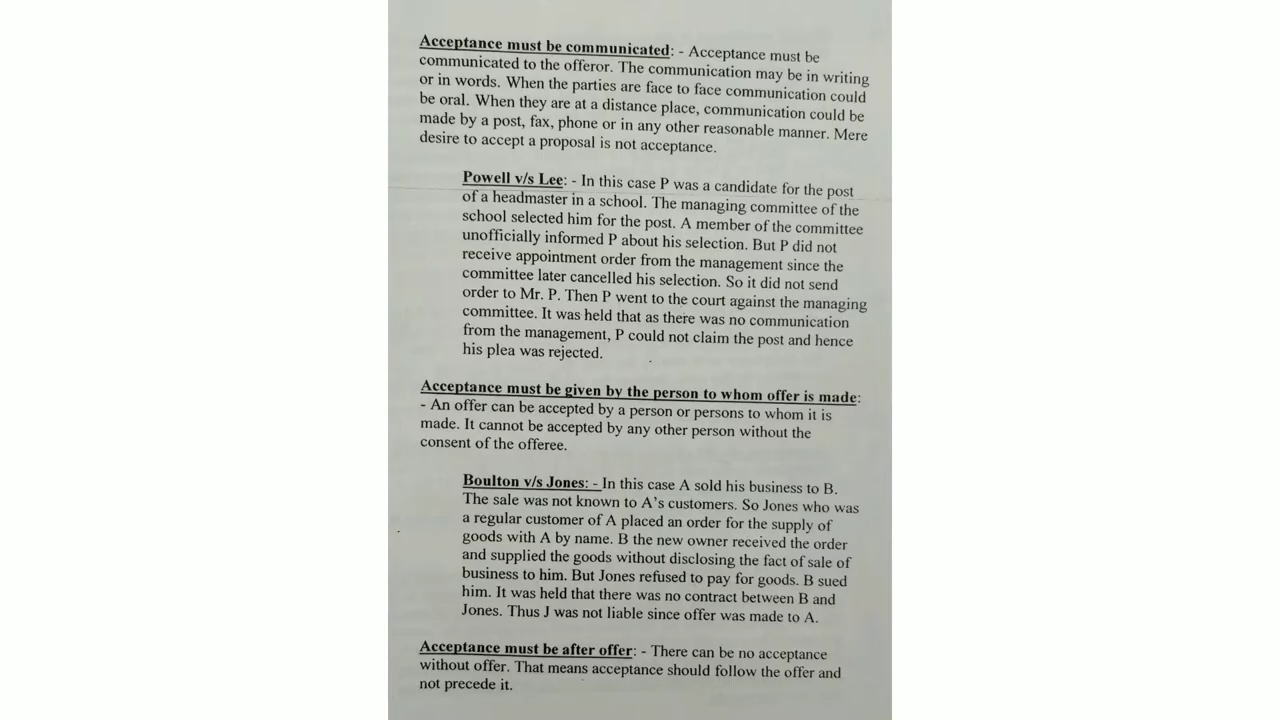 Acceptance must be communicated: - Acceptance must be
communicated to the offeror. The communication may be in writing
or in words. When the parties are face to face communication could
be oral. When they are at a distance place, communication could be
made by a post, fax, phone or in any other reasonable manner. Mere
desire to accept a proposal is not acceptance.
Powell v/s Lee: - In this case P was a candidate for the post
of a headmaster in a school. The managing committee of the
school selected him for the post. A member of the committee
unofficially informed P about his selection. But P did not
receive appointment order from the management since the
committee later cancelled his selection. So it did not send
order to Mr. P. Then P went to the court against the managing
committee. It was held that as there was no communication
from the management, P could not claim the post and hence
his plea was rejected.
Acceptance must be given by the person to whom offer is made:
- An offer can be accepted by a person or persons to whom it is
made. It cannot be accepted by any other person without the
consent of the offeree.
Boulton v/s Jones: - In this case A sold his business to B.
The sale was not known to A's customers. So Jones who was
a regular customer of A placed an order for the supply of
goods with A by name. B the new owner received the order
and supplied the goods without disclosing the fact of sale of
business to him. But Jones refused to pay for goods. B sued
him. It was held that there was no contract between B and
Jones. Thus J was not liable since offer was made to A.
Acceptance must be after offer: - There can be no acceptance
without offer. That means acceptance should follow the offer and
not precede it.